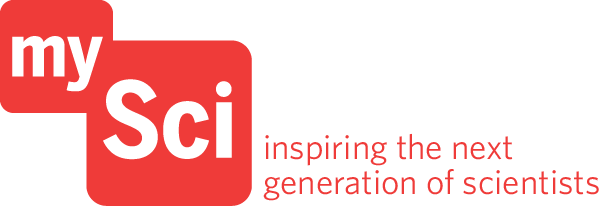 my
Sci
inspiring the next
generation of scientists